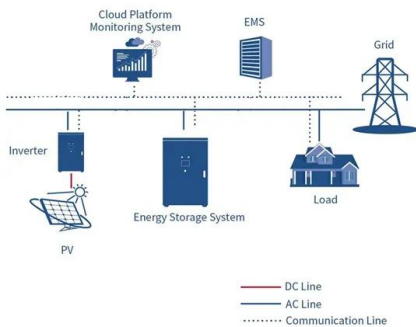 Cloud Platform
Monitoring System
EMS
Grid
Inverter
Energy Storage System
Load
PV
DC Line
AC Line
Communication Line